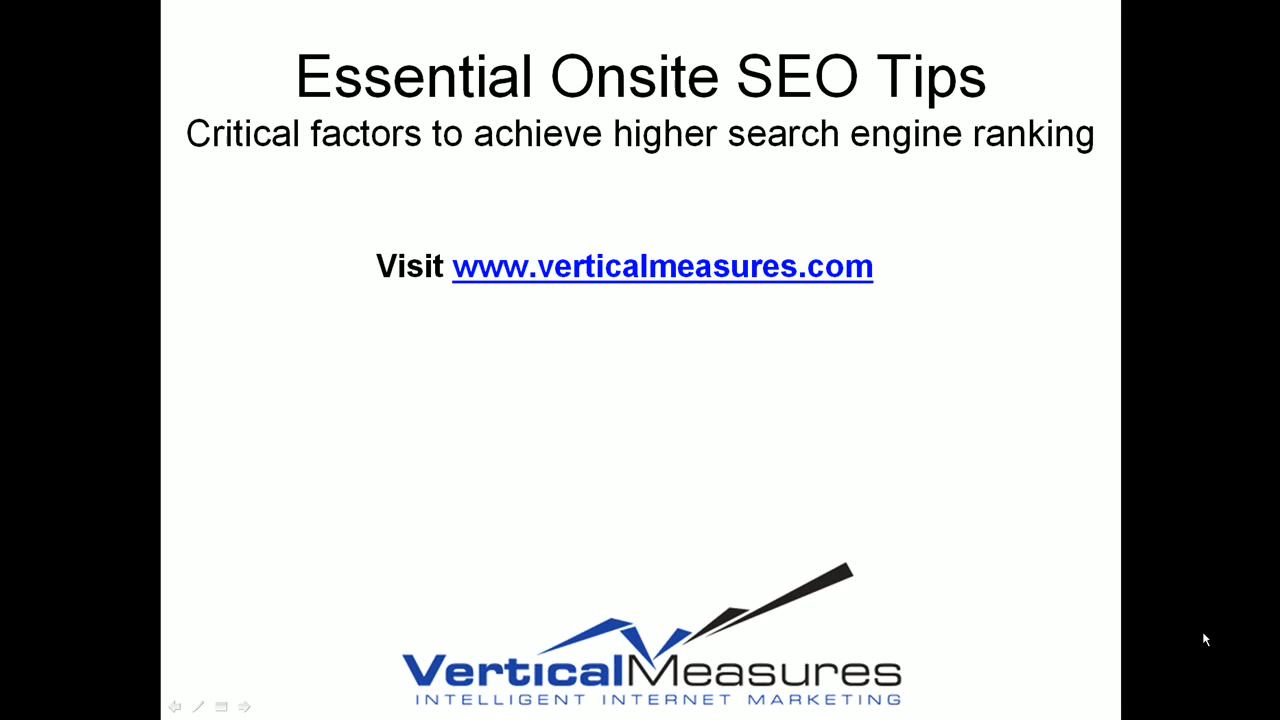 Essential Onsite SEO Tips
Critical factors to achieve higher search engine ranking
Visit www.verticalmeasures.com
VerticalMeasures
INTELLIGENT INTERNET MARKETING